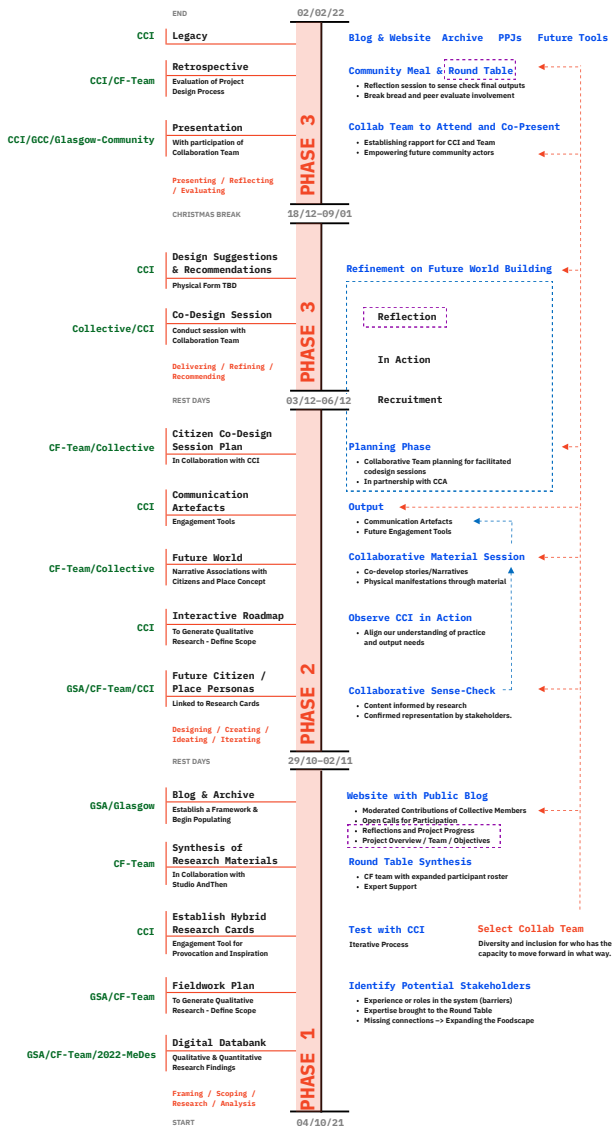 END
02/02/22
CCI
Legacy
Blog & Website Archive PPJs Future Tools
CCI/CF-Team
Retrospective
Evaluation of Project
Design Process
Community Meal & Round Table
• Reflection session to sense check final outputs
• Break bread and peer evaluate involvement
CCI/GCC/Glasgow-Community
Presentation
With participation of
Collaboration Team
Collab Team to Attend and Co-Present
• Establishing rapport for CCI and Team
• Empowering future community actors
Presenting / Reflecting
/ Evaluating
PHASE 3
CHRISTMAS BREAK
18/12–09/01
CCI
Design Suggestions
& Recommendations
Physical Form TBD
Refinement on Future World Building
Collective/CCI
Co-Design Session
Conduct session with
Collaboration Team
Reflection
In Action
Recruitment
Delivering / Refining /
Recommending
PHASE 3
REST DAYS
03/12–06/12
CF-Team/Collective
Citizen Co-Design
Session Plan
In Collaboration with CCI
Planning Phase
• Collaborative Team planning for facilitated
codesign sessions
• In partnership with CCA
CCI
Communication
Artefacts
Engagement Tools
Output
• Communication Artefacts
• Future Engagement Tools
CF-Team/Collective
Future World
Narrative Associations with
Citizens and Place Concept
Collaborative Material Session
• Co-develop stories/Narratives
• Physical manifestations through material
CCI
Interactive Roadmap
To Generate Qualitative
Research - Define Scope
Observe CCI in Action
• Align our understanding of practice
and output needs
GSA/CF-Team/CCI
Future Citizen /
Place Personas
Linked to Research Cards
Collaborative Sense-Check
• Content informed by research
• Confirmed representation by stakeholders.
Designing / Creating /
Ideating / Iterating
PHASE 2
REST DAYS
29/10–02/11
GSA/Glasgow
Blog & Archive
Establish a Framework &
Begin Populating
Website with Public Blog
• Moderated Contributions of Collective Members
• Open Calls for Participation
• Reflections and Project Progress
• Project Overview / Team / Objectives
CF-Team
Synthesis of
Research Materials
In Collaboration with
Studio AndThen
Round Table Synthesis
• CF team with expanded participant roster
• Expert Support
CCI
Establish Hybrid
Research Cards
Engagement Tool for
Provocation and Inspiration
Test with CCI
Iterative Process
Select Collab Team
Diversity and inclusion for who has the
capacity to move forward in what way.
GSA/CF-Team
Fieldwork Plan
To Generate Qualitative
Research - Define Scope
Identify Potential Stakeholders
• Experience or roles in the system (barriers)
• Expertise brought to the Round Table
• Missing connections –> Expanding the Foodscape
GSA/CF-Team/2022-MeDes
Digital Databank
Qualitative & Quantitative
Research Findings
Framing / Scoping /
Research / Analysis
PHASE 1
START
04/10/21